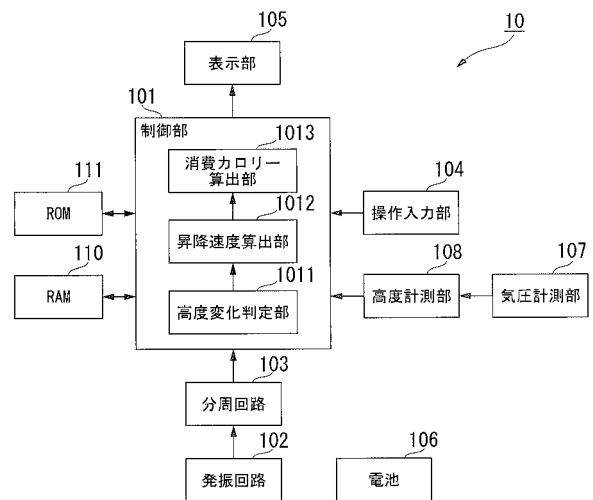 105
10
表示部
101
制御部
1013
消費カロリー
算出部
111
ROM
104
操作入力部
1012
昇降速度算出部
110
RAM
1011
高度変化判定部
108
高度計測部
107
気圧計測部
103
分周回路
102
発振回路
106
電池